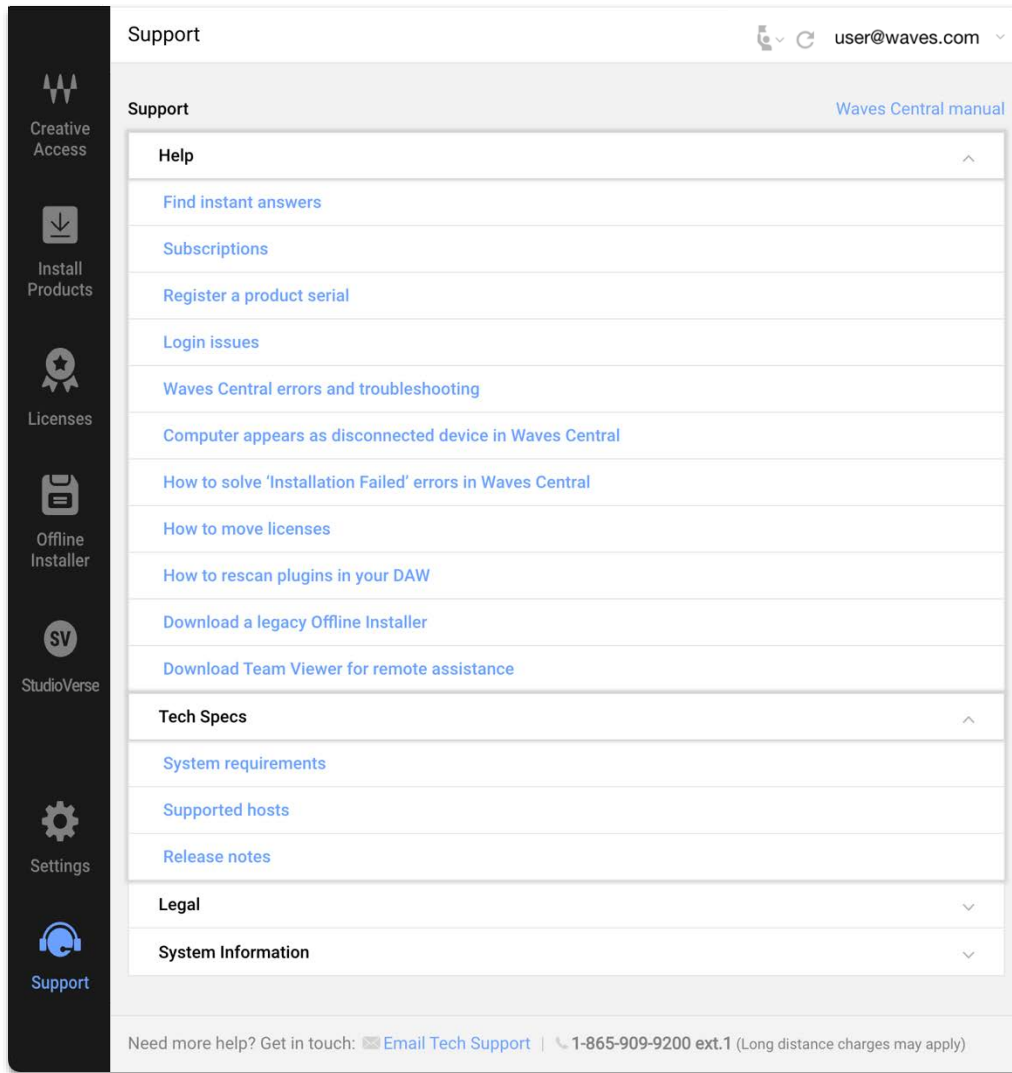 Support
user@waves.com
Creative
Access
Install
Products
Licenses
Offline
Installer
SV
StudioVerse
Settings
Support
Support
Waves Central manual
Help
Find instant answers
Subscriptions
Register a product serial
Login issues
Waves Central errors and troubleshooting
Computer appears as disconnected device in Waves Central
How to solve ‘Installation Failed’ errors in Waves Central
How to move licenses
How to rescan plugins in your DAW
Download a legacy Offline Installer
Download Team Viewer for remote assistance
Tech Specs
System requirements
Supported hosts
Release notes
Legal
System Information
Need more help? Get in touch: Email Tech Support | 1-865-909-9200 ext.1 (Long distance charges may apply)